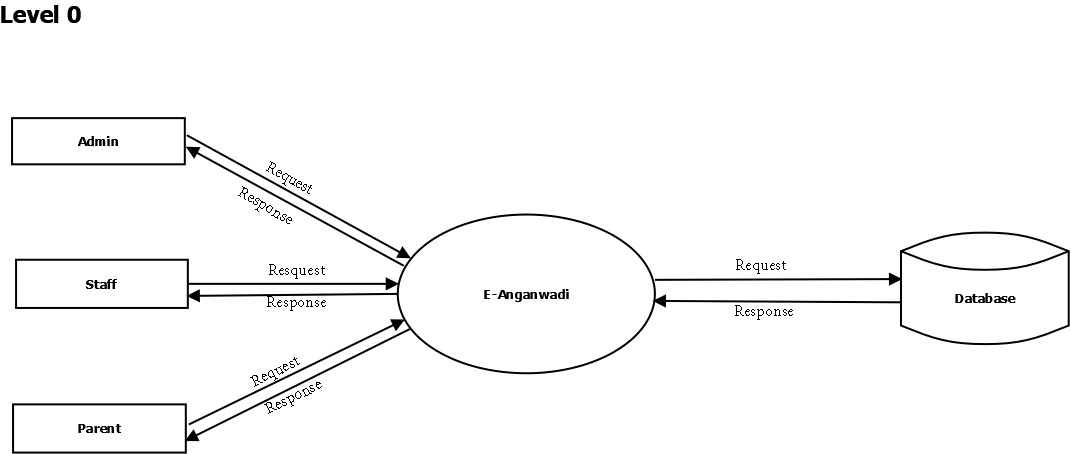 Level 0
Admin
Request
Response
Staff
Resquest
Response
Parent
Request
Response
E-Anganwadi
Request
Response
Database